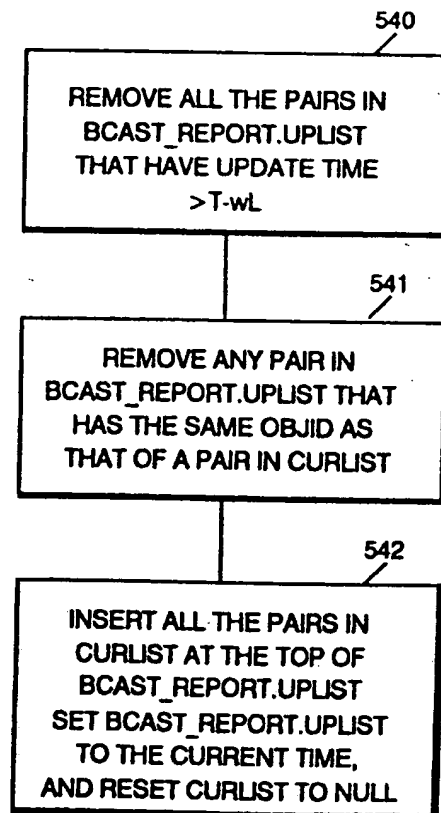 540
REMOVE ALL THE PAIRS IN
BCAST_REPORT.UPLIST
THAT HAVE UPDATE TIME
>T-wL
541
REMOVE ANY PAIR IN
BCAST_REPORT.UPLIST THAT
HAS THE SAME OBJID AS
THAT OF A PAIR IN CURLIST
542
INSERT ALL THE PAIRS IN
CURLIST AT THE TOP OF
BCAST_REPORT.UPLIST
SET BCAST_REPORT.UPLIST
TO THE CURRENT TIME,
AND RESET CURLIST TO NULL